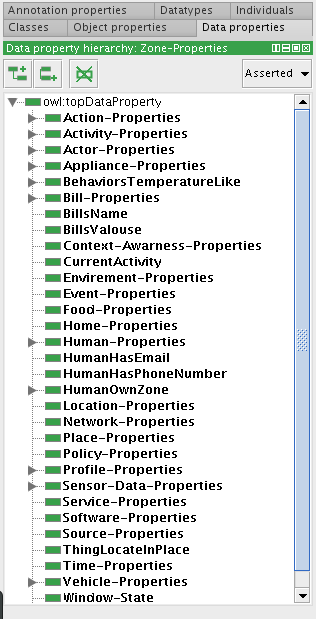 Annotation properties Datatypes Individuals
Classes Object properties Data properties
Data property hierarchy: Zone-Properties
Asserted
owl:topDataProperty
Action-Properties
Activity-Properties
Actor-Properties
Appliance-Properties
BehaviorsTemperatureLike
Bill-Properties
BillsName
BillsValouse
Context-Awarness-Properties
CurrentActivity
Envirement-Properties
Event-Properties
Food-Properties
Home-Properties
Human-Properties
HumanHasEmail
HumanHasPhoneNumber
HumanOwnZone
Location-Properties
Network-Properties
Place-Properties
Policy-Properties
Profile-Properties
Sensor-Data-Properties
Service-Properties
Software-Properties
Source-Properties
ThingLocateInPlace
Time-Properties
Vehicle-Properties
Window-State